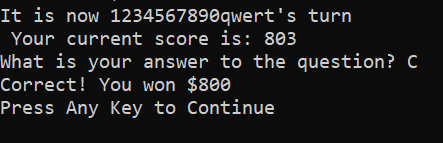 It is now 1234567890qwert's turn
Your current score is: 803
What is your answer to the question? C
Correct! You won $800
Press Any Key to Continue